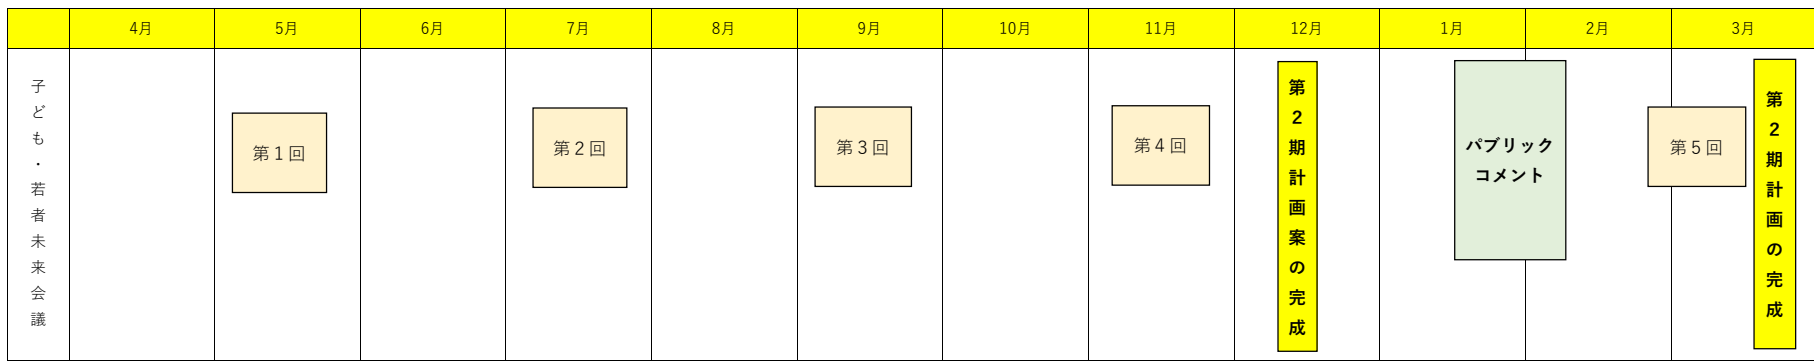 4月 5月 6月 7月 8月 9月 10月 11月 12月 1月 2月 3月
子ども・若者未来会議
第1回
第2回
第3回
第4回
第2期計画案の完成
パブリック
コメント
第5回
第2期計画の完成